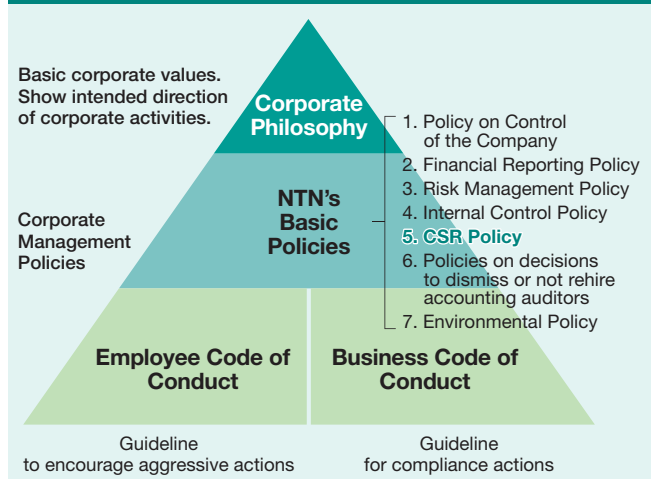 Basic corporate values.
Show intended direction
of corporate activities.
Corporate
Philosophy
Corporate
Management
Policies
NTN's
Basic
Policies
1. Policy on Control
of the Company
2. Financial Reporting Policy
3. Risk Management Policy
4. Internal Control Policy
5. CSR Policy
6. Policies on decisions
to dismiss or not rehire
accounting auditors
7. Environmental Policy
Employee Code of
Conduct
Business Code of
Conduct
Guideline
to encourage aggressive actions
Guideline
for compliance actions